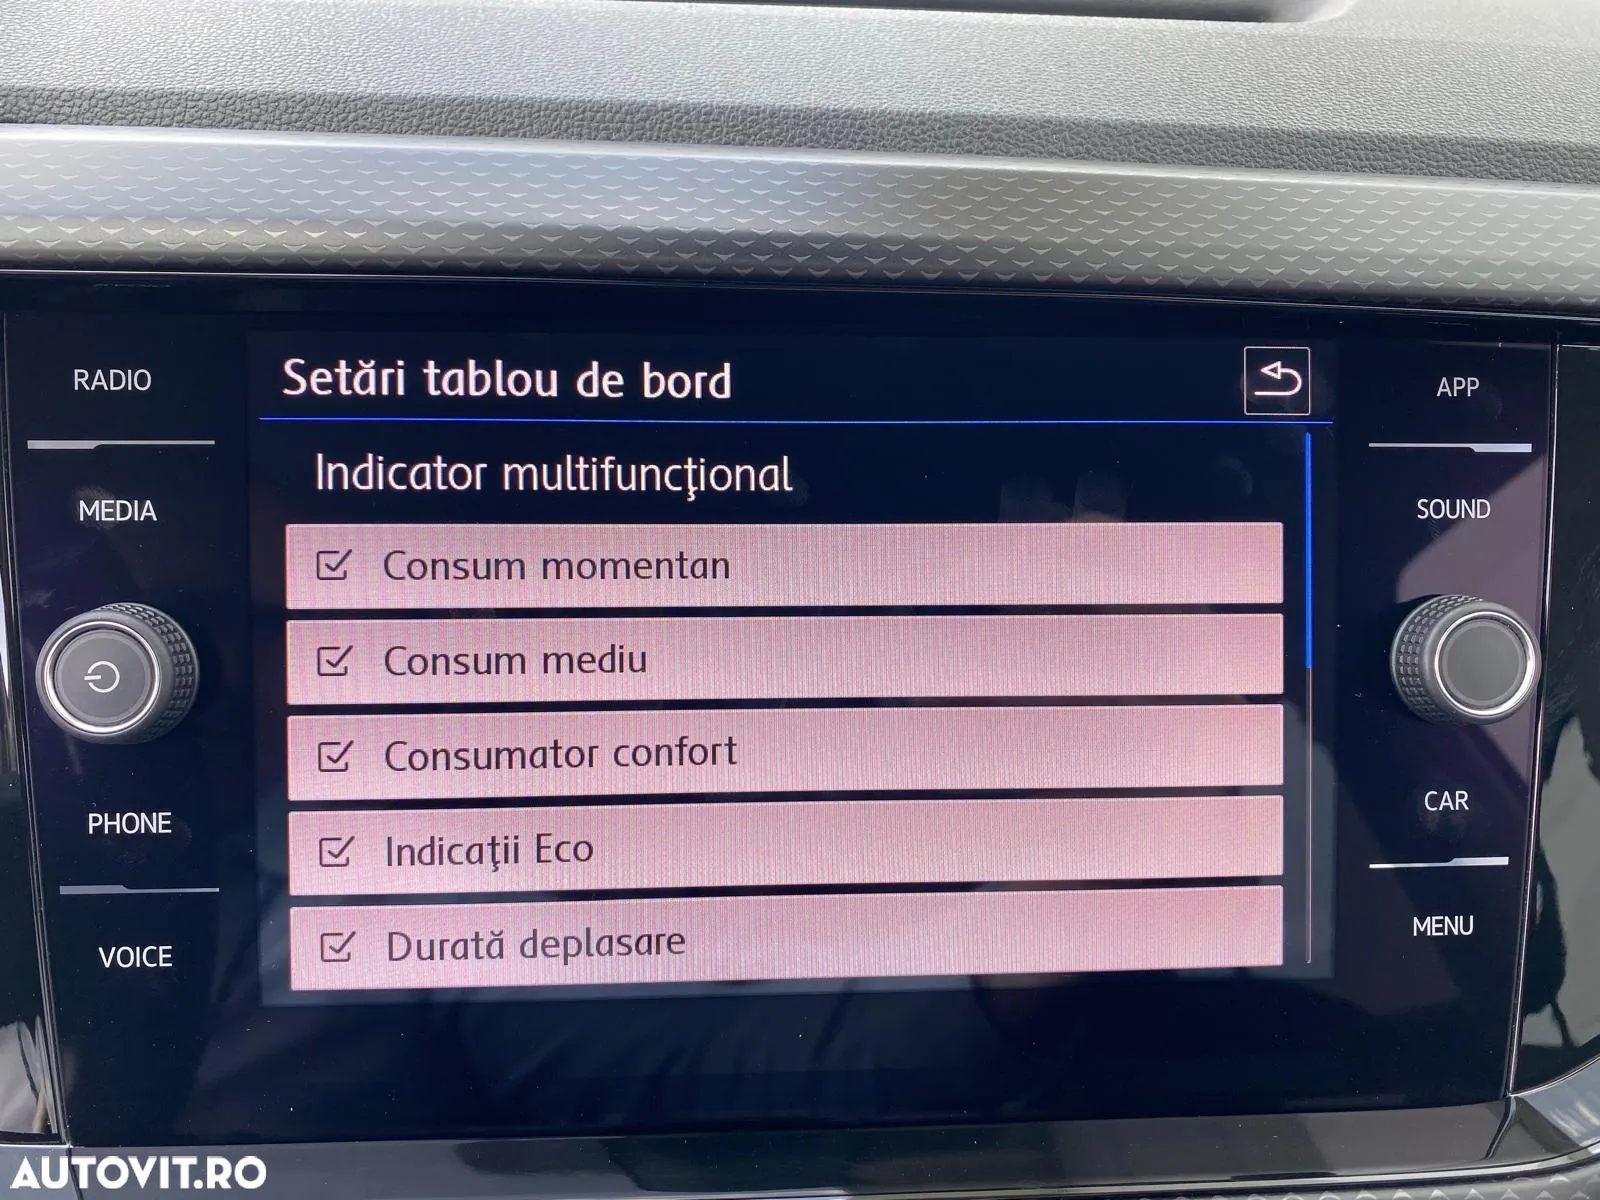 RADIO
MEDIA
PHONE
VOICE
Setări tablou de bord
Indicator multifuncţional
Consum momentan
Consum mediu
Consumator confort
Indicaţii Eco
Durată deplasare
APP
SOUND
CAR
MENU
AUTOVIT.RO